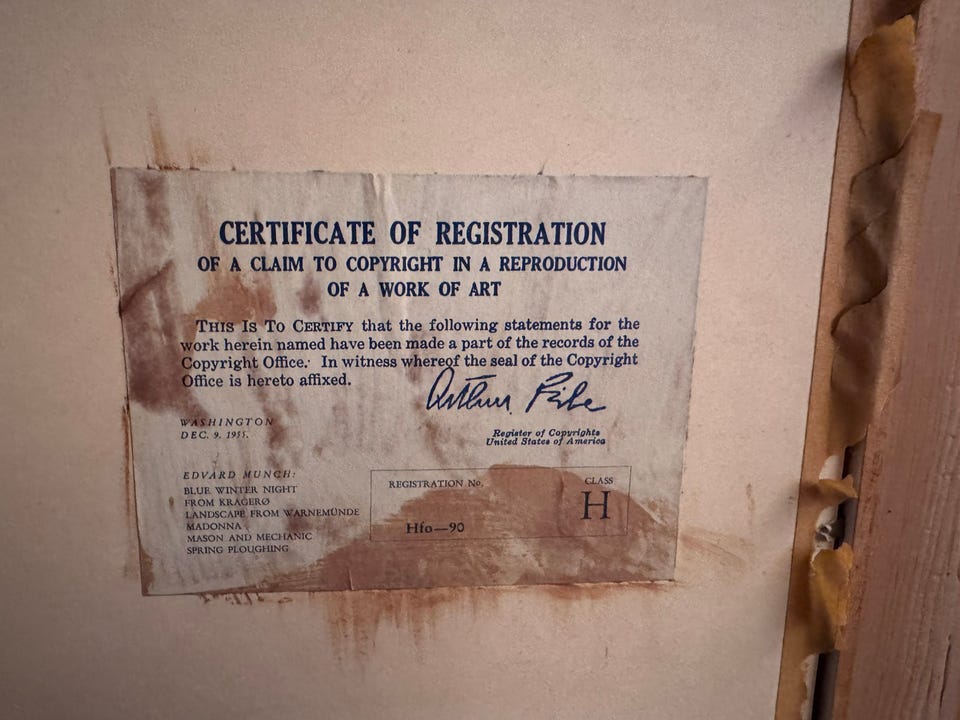 CERTIFICATE OF REGISTRATION
OF A CLAIM TO COPYRIGHT IN A REPRODUCTION
OF A WORK OF ART
THIS IS TO CERTIFY that the following statements for the
work herein named have been made a part of the records of the
Copyright Office. In witness whereof the seal of the Copyright
Office is hereto affixed.
Arthur Fisher
Register of Copyrights
United States of America
WASHINGTON
DEC. 9. 1955.
EDVARD MUNCH:
BLUE WINTER NIGHT
FROM KRAGERØ
LANDSCAPE FROM WARNEMÜNDE
MADONNA
MASON AND MECHANIC
SPRING PLOUGHING
REGISTRATION No.
Hfo—90
CLASS
H